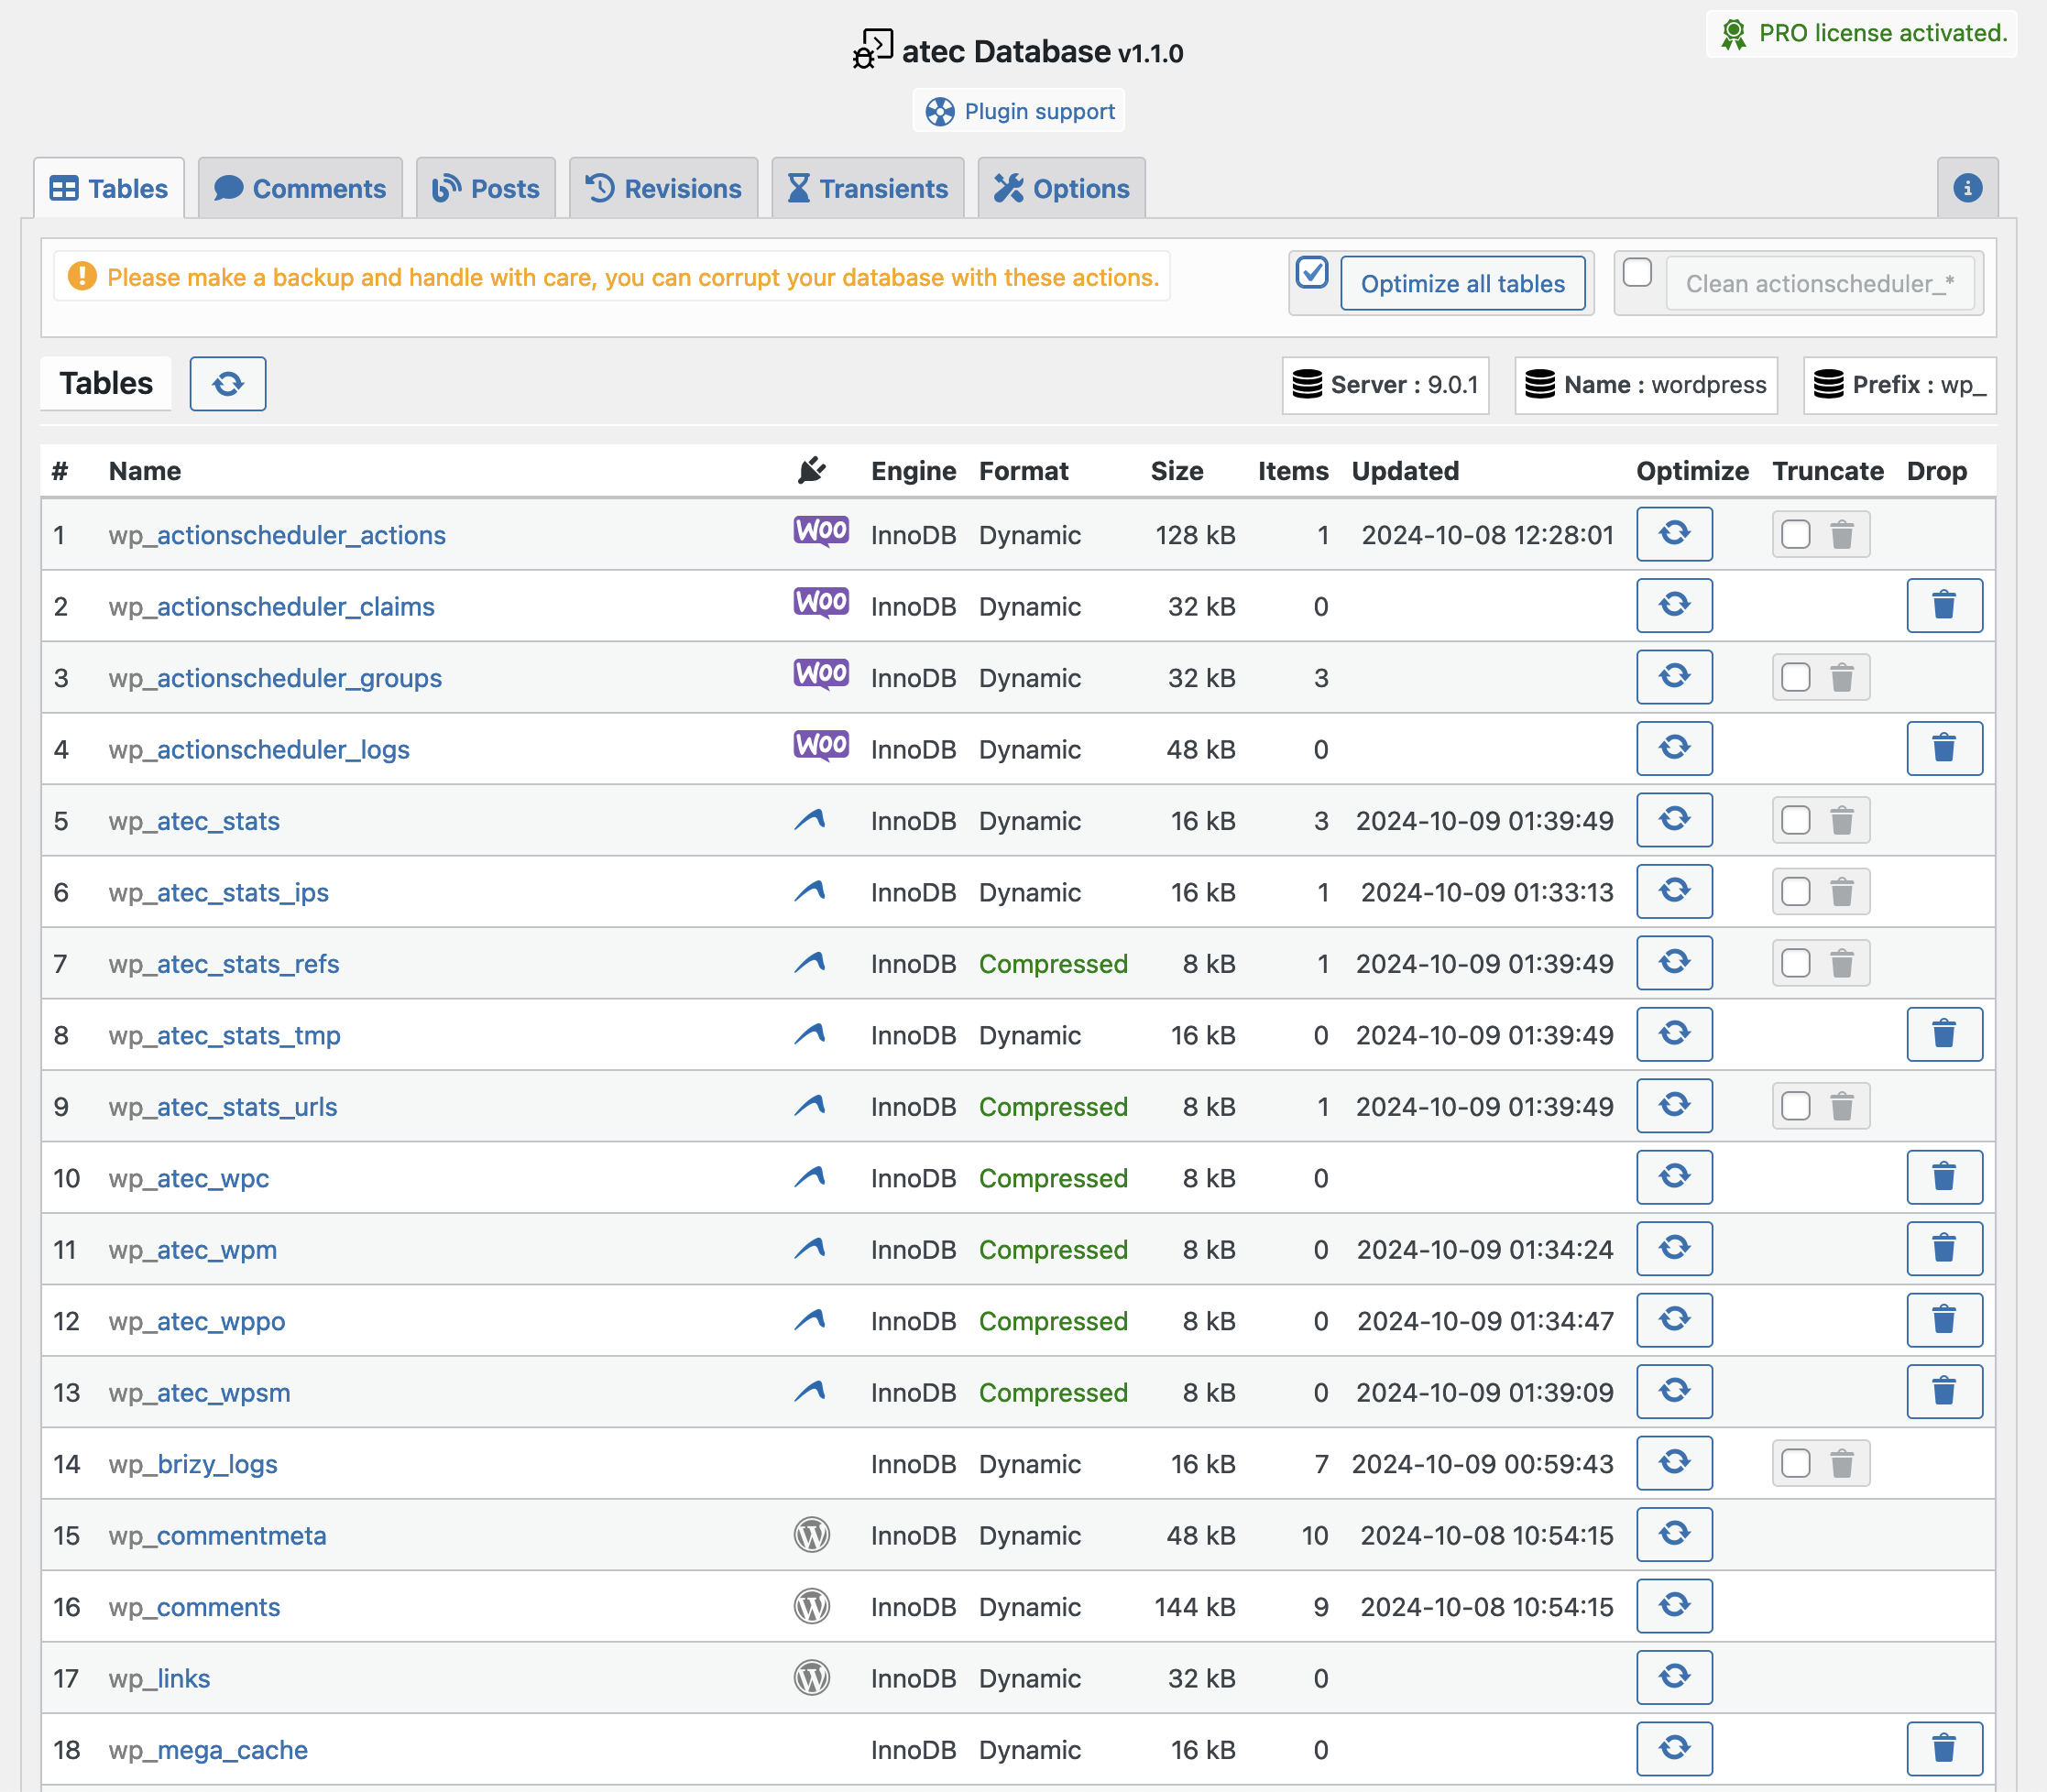 PRO license activated.
atec Database v1.1.0
Plugin support
Tables Comments Posts Revisions Transients Options
Please make a backup and handle with care, you can corrupt your database with these actions. Optimize all tables Clean actionscheduler_*
Tables Server : 9.0.1 Name : wordpress Prefix : wp_
# Name Engine Format Size Items Updated Optimize Truncate Drop
1 wp_actionscheduler_actions WOO InnoDB Dynamic 128 kB 1 2024-10-08 12:28:01
2 wp_actionscheduler_claims WOO InnoDB Dynamic 32 kB 0
3 wp_actionscheduler_groups WOO InnoDB Dynamic 32 kB 3
4 wp_actionscheduler_logs WOO InnoDB Dynamic 48 kB 0
5 wp_atec_stats InnoDB Dynamic 16 kB 3 2024-10-09 01:39:49
6 wp_atec_stats_ips InnoDB Dynamic 16 kB 1 2024-10-09 01:33:13
7 wp_atec_stats_refs InnoDB Compressed 8 kB 1 2024-10-09 01:39:49
8 wp_atec_stats_tmp InnoDB Dynamic 16 kB 0 2024-10-09 01:39:49
9 wp_atec_stats_urls InnoDB Compressed 8 kB 1 2024-10-09 01:39:49
10 wp_atec_wpc InnoDB Compressed 8 kB 0
11 wp_atec_wpm InnoDB Compressed 8 kB 0 2024-10-09 01:34:24
12 wp_atec_wppo InnoDB Compressed 8 kB 0 2024-10-09 01:34:47
13 wp_atec_wpsm InnoDB Compressed 8 kB 0 2024-10-09 01:39:09
14 wp_brizy_logs InnoDB Dynamic 16 kB 7 2024-10-09 00:59:43
15 wp_commentmeta InnoDB Dynamic 48 kB 10 2024-10-08 10:54:15
16 wp_comments InnoDB Dynamic 144 kB 9 2024-10-08 10:54:15
17 wp_links InnoDB Dynamic 32 kB 0
18 wp_mega_cache InnoDB Dynamic 16 kB 0